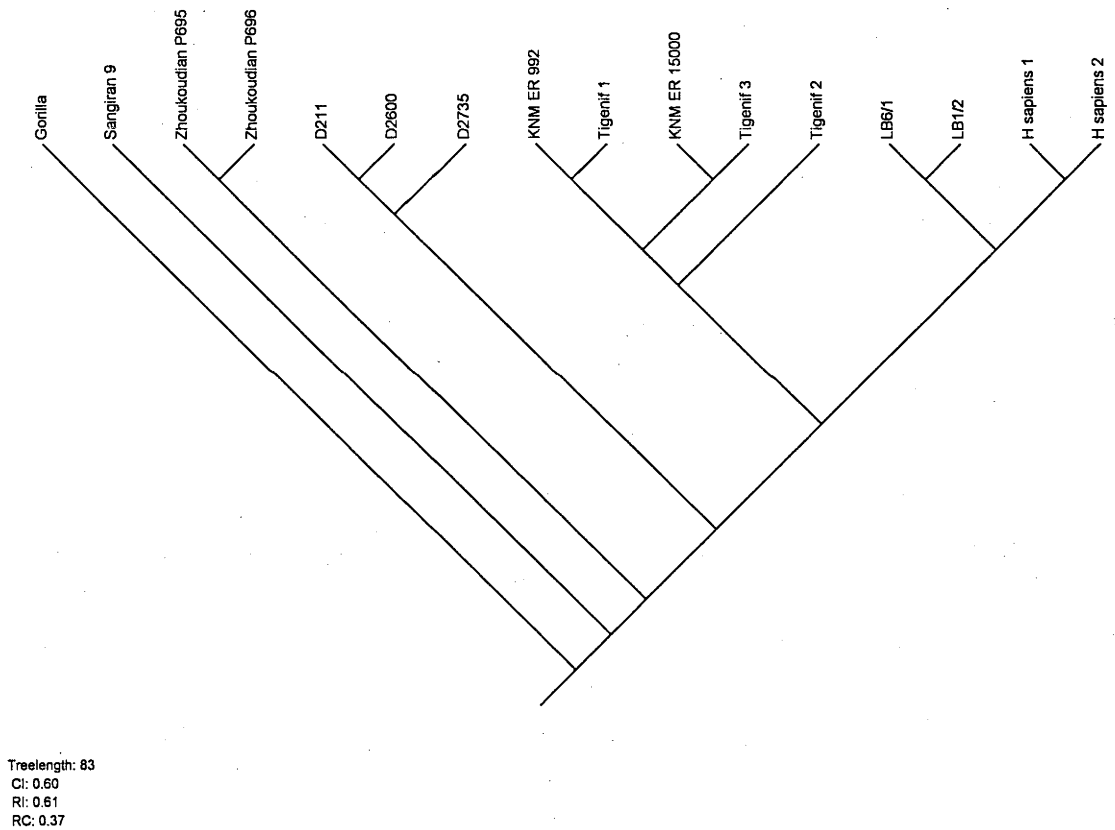 Gorilla
Sangiran 9
Zhoukoudian P695
Zhoukoudian P696
D211
D2600
D2735
KNM ER 992
Tigenif 1
KNM ER 15000
Tigenif 3
Tigenif 2
LB6/1
LB1/2
H sapiens 1
H sapiens 2
Treelength: 83
CI: 0.60
RI: 0.61
RC: 0.37